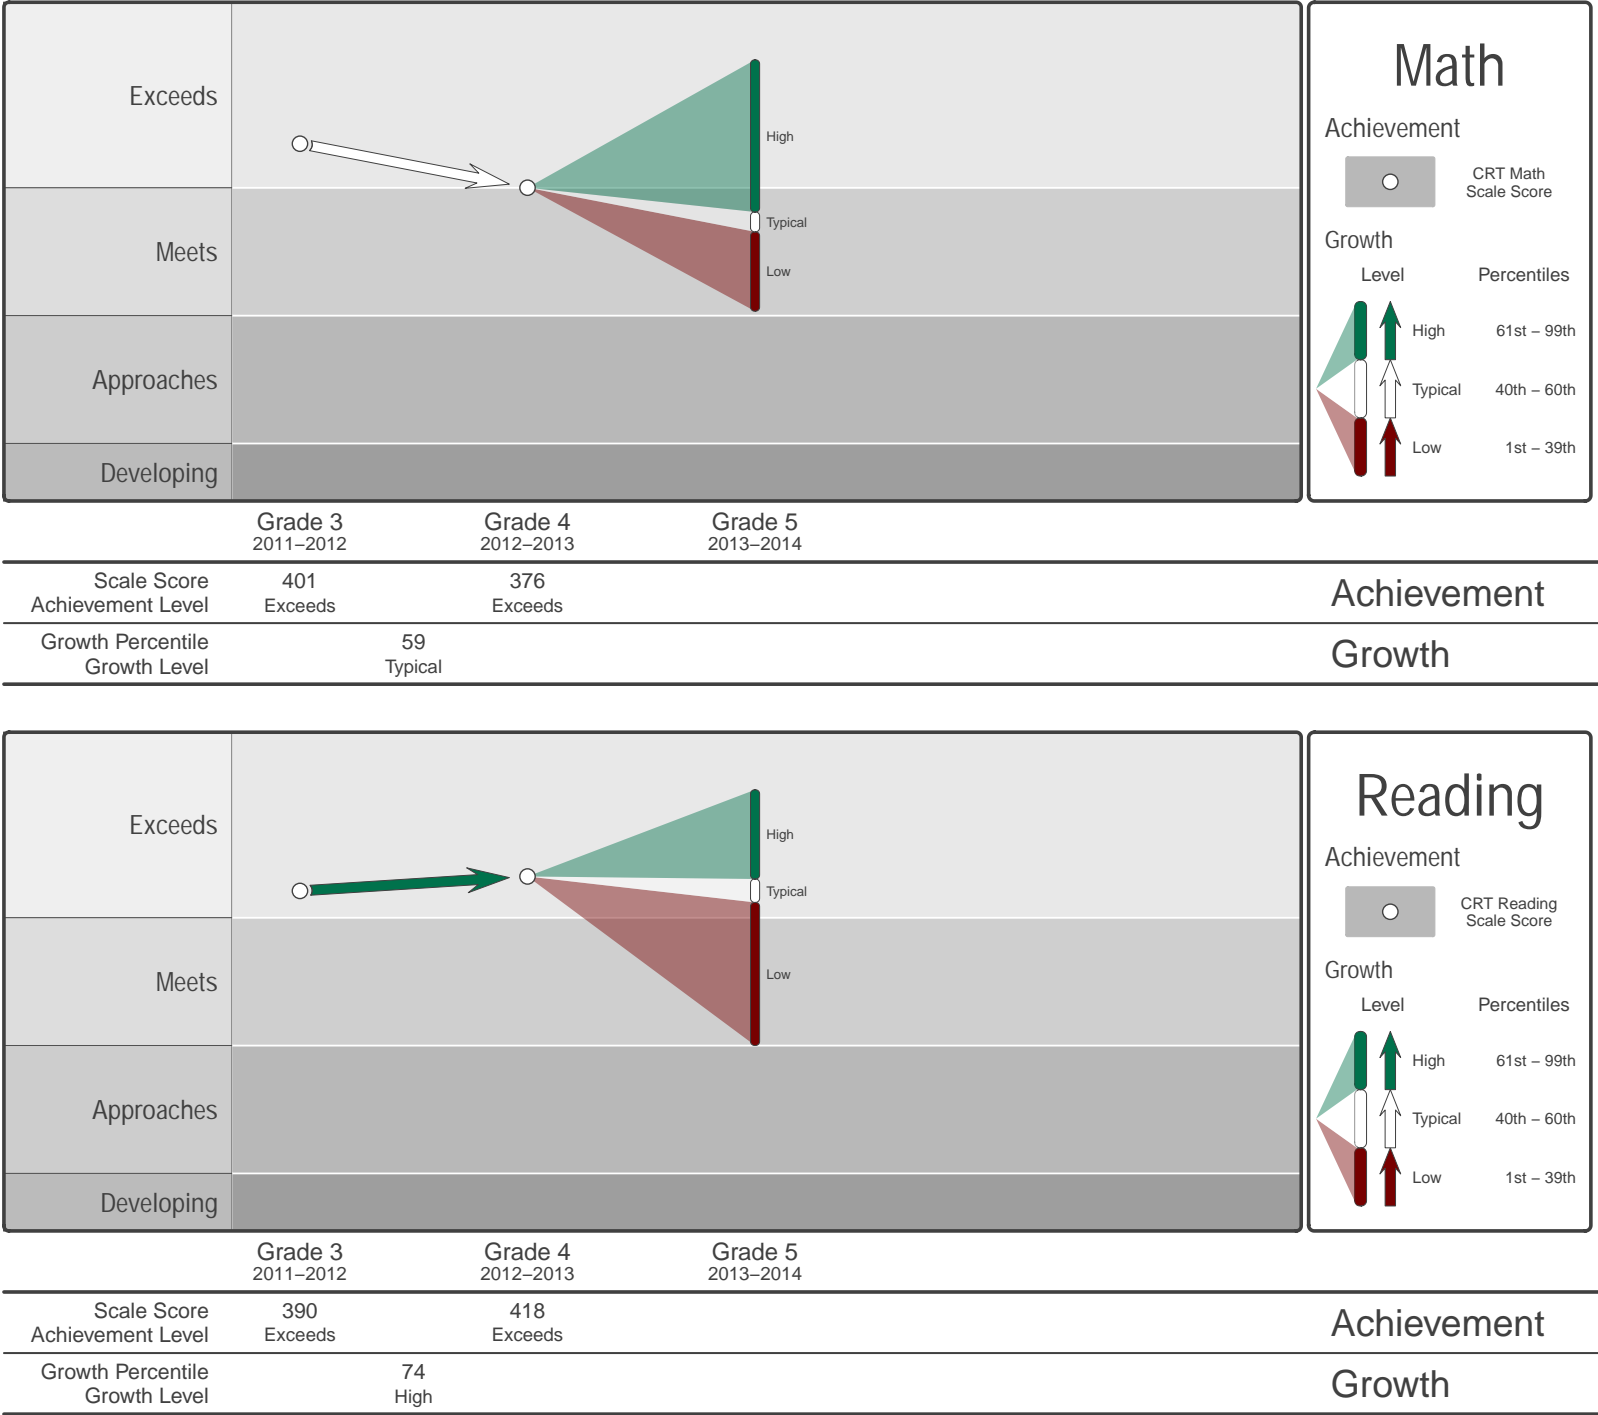 Math
Achievement
CRT Math
Scale Score
Growth
Level Percentiles
High 61st – 99th
Typical 40th – 60th
Low 1st – 39th
Exceeds
Meets
Approaches
Developing
High
Typical
Low
Grade 3 Grade 4 Grade 5
2011–2012 2012–2013 2013–2014
Scale Score 401 376
Achievement Level Exceeds Exceeds
Achievement
Growth Percentile 59
Growth Level Typical
Growth
Reading
Achievement
CRT Reading
Scale Score
Growth
Level Percentiles
High 61st – 99th
Typical 40th – 60th
Low 1st – 39th
Exceeds
Meets
Approaches
Developing
High
Typical
Low
Grade 3 Grade 4 Grade 5
2011–2012 2012–2013 2013–2014
Scale Score 390 418
Achievement Level Exceeds Exceeds
Achievement
Growth Percentile 74
Growth Level High
Growth